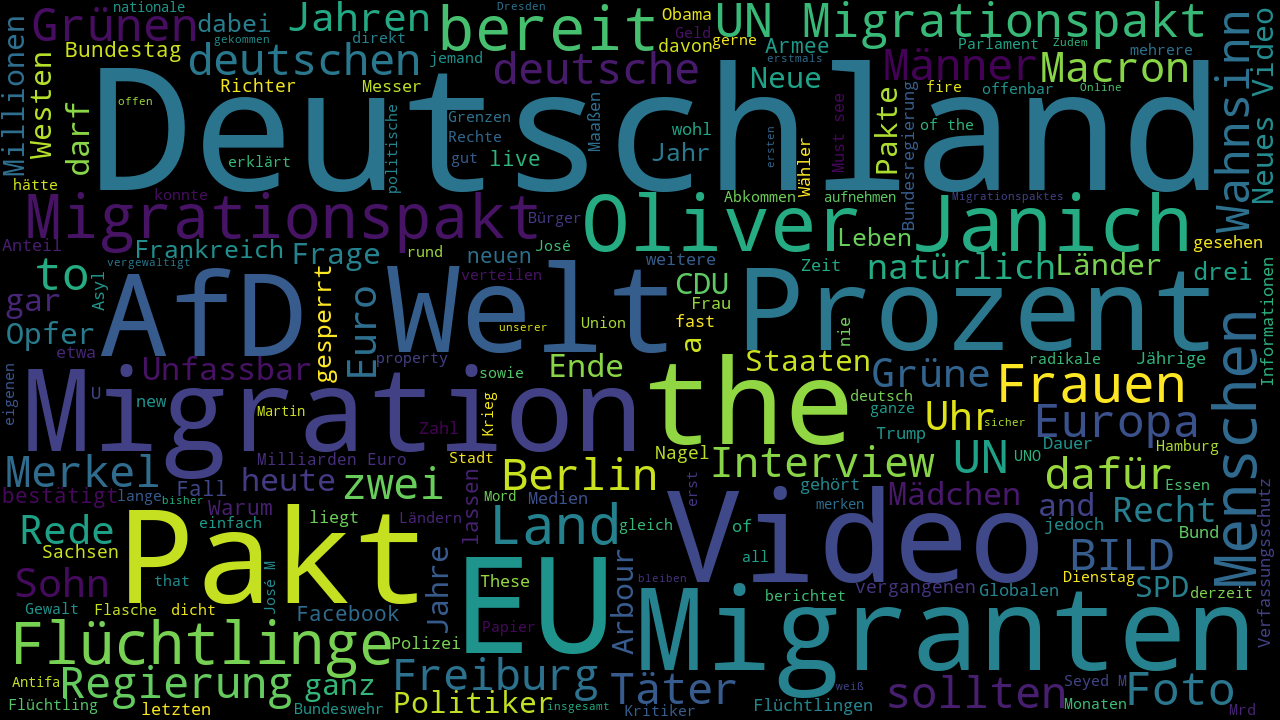 nationale
Dresden
Grünen
dabei
Jahren
bereit
Obama
UN Migrationspakt
Millionen
gekommen
direkt
Geld
davon
gerne
Armee
Parlament
Zudem
mehrere
Neues Video
Bundestag
deutschen
jemand
deutsche
erstmals
Männer
Macron
Wahnsinn
Westen
Richter
Messer
Neue
fire
offenbar
Online
darf
offen
Deutschland
politische
Grenzen
Rechte
Maaßen
wohl
Must see
Pakte
of the
Bundesregierung
erklärt
gut
live
Jahr
ersten
Wähler
hätte
konnte
Abkommen
aufnehmen
Migrationspaktes
Migrationspakt
Bürger
Oliver Janich
Anteil
Frankreich
Frage
rund
José
Leben
gesehen
to
vergewaltigt
neuen
weitere
Zeit
natürlich
Länder
drei
gar
Asyl
AfD
gesperrt
verteilen
Welt
CDU
Frau
Prozent
Informationen
Opfer
Euro
unserer
Union
fast
a
nie
etwa
Unfassbar
property
sowie
Ende
Staaten
radikale
Jährige
eigenen
U
new
Migration
Martin
Krieg
the
deutsch
Grüne
Frauen
Menschen
Zahl
ganze
Uhr
sicher
Europa
Merkel
Milliarden Euro
Stadt
Berlin
Nagel
Interview
Trump
UN
UNO
Dauer
Hamburg
bestätigt
lange
bisher
Fall
heute
zwei
lassen
Mord
Medien
erst
gehört
merken
Mädchen
dafür
Essen
Warum
and
Recht
Verfassungsschutz
Rede
einfach
liegt
Ländern
Land
gleich
of
Video
jedoch
Bund
Sachsen
Pakt
EU
all
BILD
Sohn
that
José M
Jahre
These
Arbour
bleiben
vergangenen
Globalen
Dienstag
SPD
derzeit
Gewalt
Flasche
dicht
Facebook
berichtet
Flüchtlinge
Polizei
Papier
Migranten
Antifa
Regierung
ganz
Freiburg
Täter
weiß
Seyed M
Foto
Flüchtling
letzten
Bundeswehr
Politiker
insgesamt
Kritiker
Flüchtlingen
sollten
Monaten
Mrd